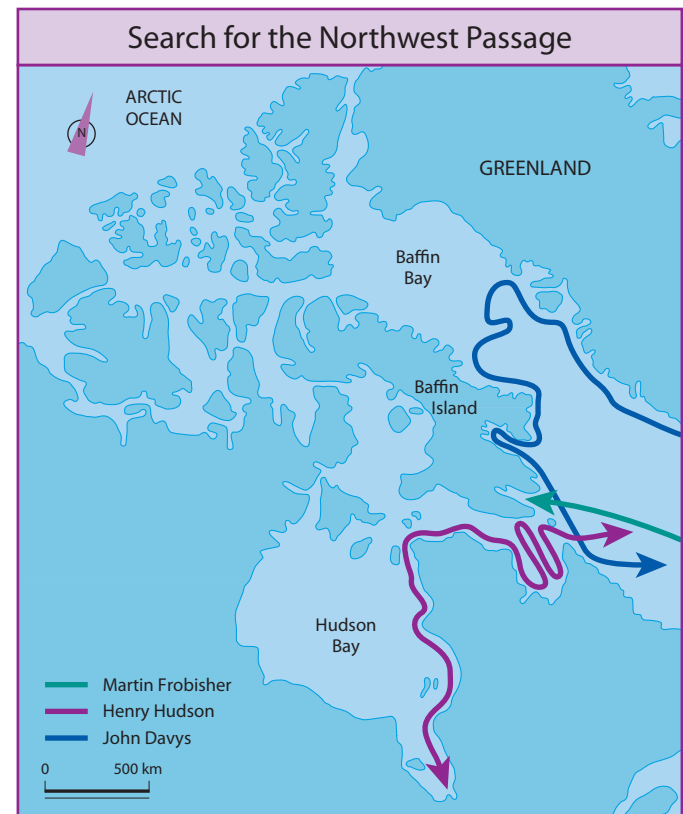 Search for the Northwest Passage
ARCTIC
OCEAN
N
GREENLAND
Baffin
Bay
Baffin
Island
Hudson
Bay
Martin Frobisher
Henry Hudson
John Davys
0 500 km